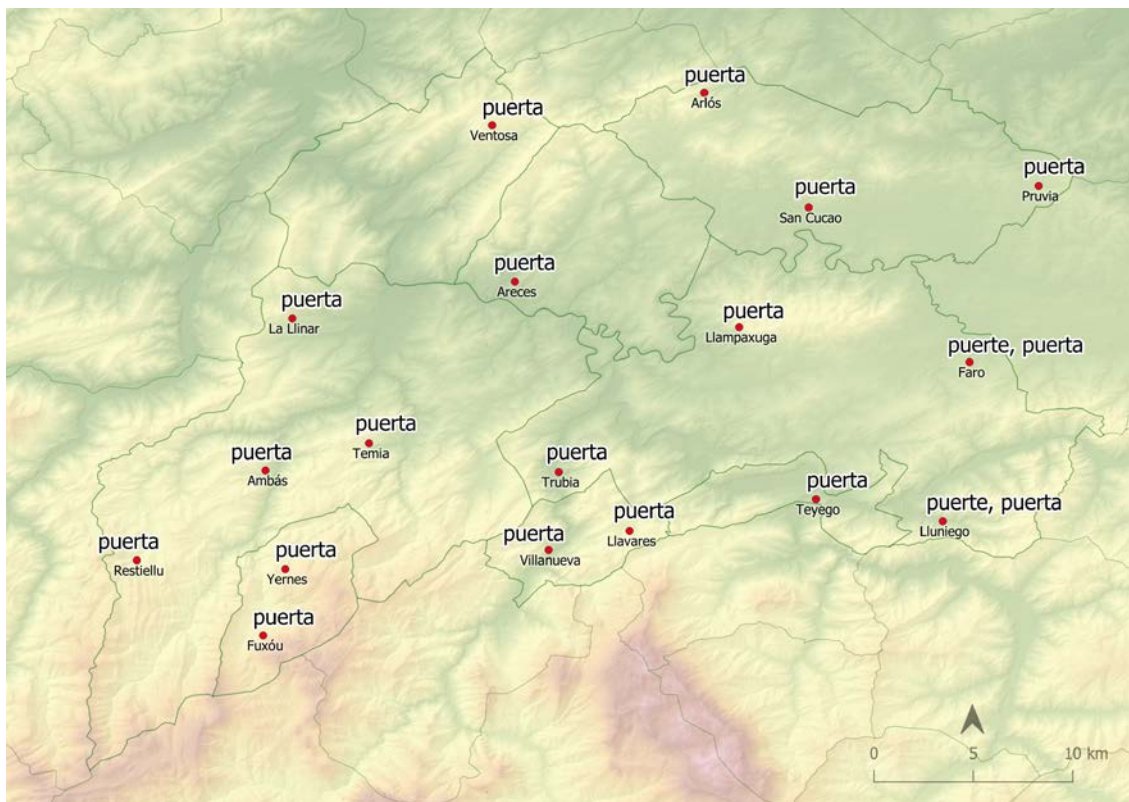 puerta
Arlós
puerta
Ventosa
puerta
Pruvia
puerta
San Cucao
puerta
Areces
puerta
La Llinar
puerta
Llampaxuga
puerte, puerta
Faro
puerta
Temia
puerta
Ambás
puerta
Trubia
puerta
Teyego
puerte, puerta
Lluniego
puerta
Llavares
puerta
Villanueva
puerta
Restiellu
puerta
Yernes
puerta
Fuxóu
0 5 10 km